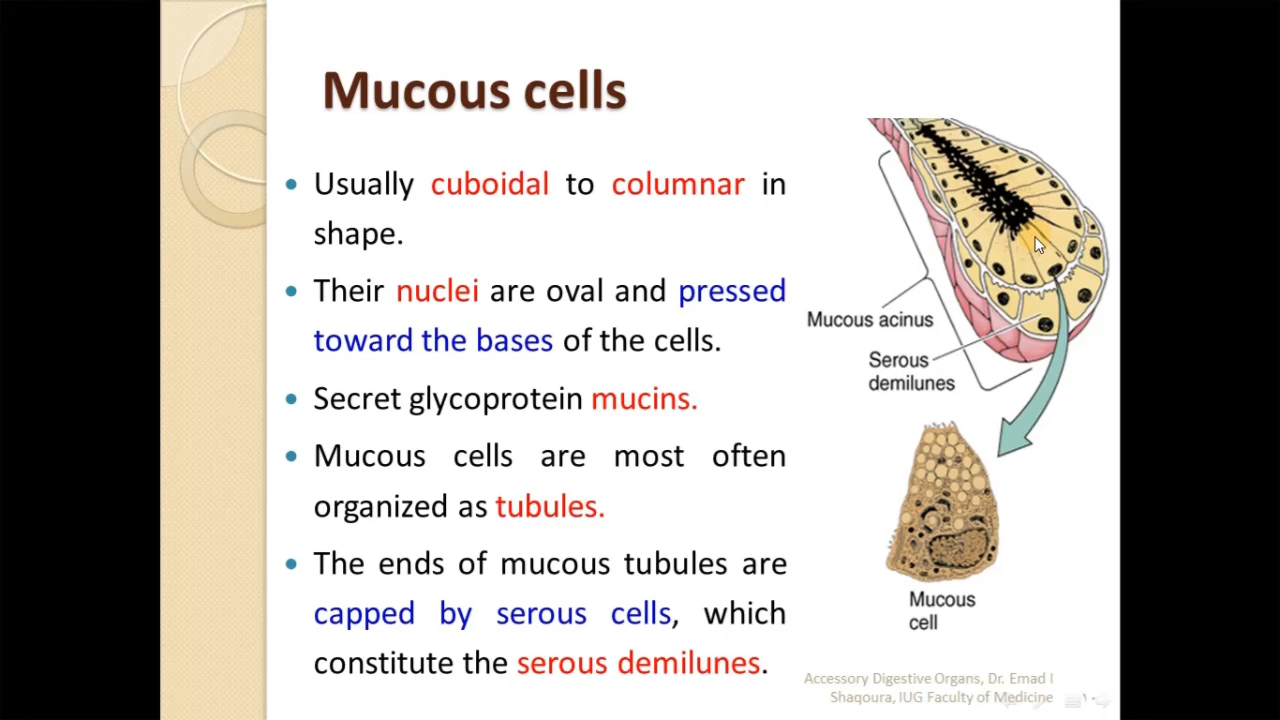 Mucous cells
• Usually cuboidal to columnar in
shape.
• Their nuclei are oval and pressed
toward the bases of the cells.
• Secret glycoprotein mucins.
• Mucous cells are most often
organized as tubules.
• The ends of mucous tubules are
capped by serous cells, which
constitute the serous demilunes.
Mucous acinus
Serous
demilunes
Mucous
cell
Accessory Digestive Organs, Dr. Emad I
Shaqoura, IUG Faculty of Medicine
١٠